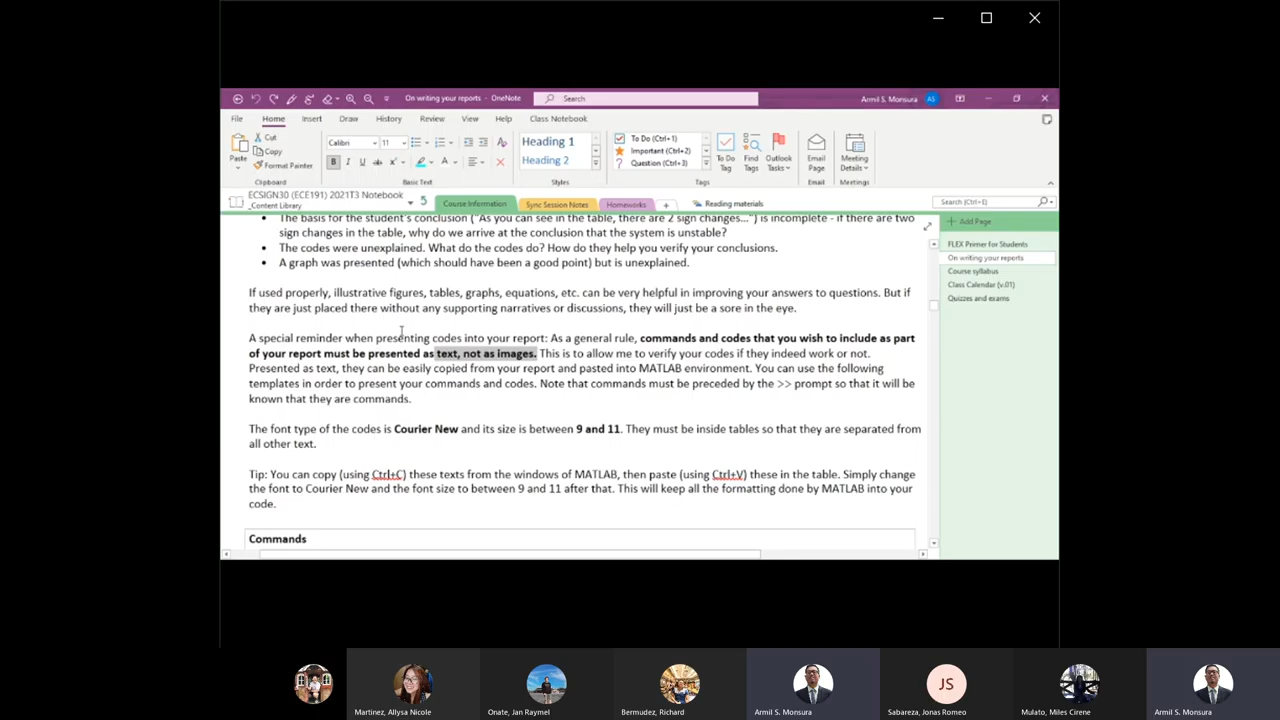 On writing your reports - OneNote
Search
Armil S. Monsura
AS
File Home Insert Draw History Review View Help Class Notebook
Paste
Cut
Copy
Format Painter
Clipboard
Calibri 11
B I U ab x
A
Basic Text
Heading 1
Heading 2
Styles
To Do (Ctrl+1)
Important (Ctrl+2)
Question (Ctrl+3)
To Do Tag
Find Tags
Outlook Tasks
Tags
Email Page
Email
Meeting Details
Meetings
ECSIGN30 (ECE191) 2021T3 Notebook
_Content Library
Course Information Sync Session Notes Homeworks + Reading materials
Search (Ctrl+E)
Add Page
FLEX Primer for Students
On writing your reports
Course syllabus
Class Calendar (v.01)
Quizzes and exams
• The basis for the student's conclusion ("As you can see in the table, there are 2 sign changes...") is incomplete - if there are two
sign changes in the table, why do we arrive at the conclusion that the system is unstable?
• The codes were unexplained. What do the codes do? How do they help you verify your conclusions.
• A graph was presented (which should have been a good point) but is unexplained.
If used properly, illustrative figures, tables, graphs, equations, etc. can be very helpful in improving your answers to questions. But if
they are just placed there without any supporting narratives or discussions, they will just be a sore in the eye.
A special reminder when presenting codes into your report: As a general rule, commands and codes that you wish to include as part
of your report must be presented as text, not as images. This is to allow me to verify your codes if they indeed work or not.
Presented as text, they can be easily copied from your report and pasted into MATLAB environment. You can use the following
templates in order to present your commands and codes. Note that commands must be preceded by the >> prompt so that it will be
known that they are commands.
The font type of the codes is Courier New and its size is between 9 and 11. They must be inside tables so that they are separated from
all other text.
Tip: You can copy (using Ctrl+C) these texts from the windows of MATLAB, then paste (using Ctrl+V) these in the table. Simply change
the font to Courier New and the font size to between 9 and 11 after that. This will keep all the formatting done by MATLAB into your
code.
Commands
JS
Martinez, Allysa Nicole
Onate, Jan Raymel
Bermudez, Richard
Armil S. Monsura
Sabareza, Jonas Romeo
Mulato, Miles Cirene
Armil S. Monsura